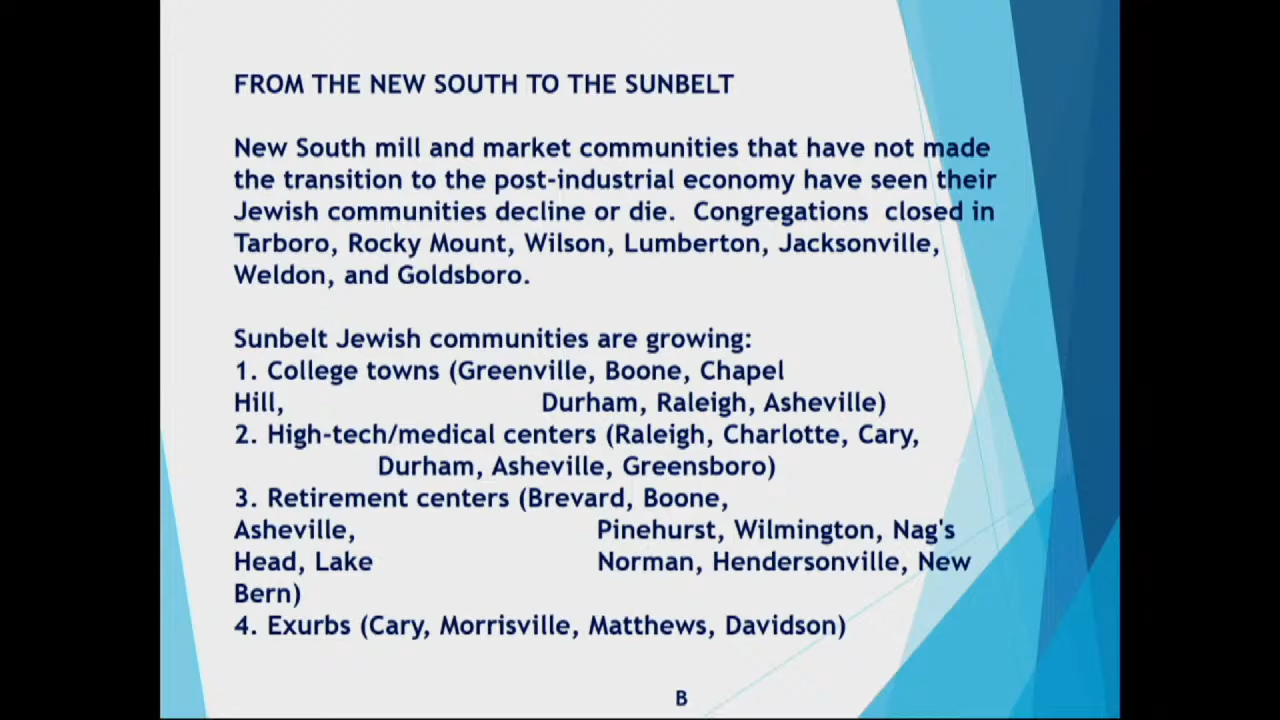 FROM THE NEW SOUTH TO THE SUNBELT
New South mill and market communities that have not made
the transition to the post-industrial economy have seen their
Jewish communities decline or die.  Congregations  closed in
Tarboro, Rocky Mount, Wilson, Lumberton, Jacksonville,
Weldon, and Goldsboro.
Sunbelt Jewish communities are growing:
1. College towns (Greenville, Boone, Chapel
Hill, Durham, Raleigh, Asheville)
2. High-tech/medical centers (Raleigh, Charlotte, Cary,
Durham, Asheville, Greensboro)
3. Retirement centers (Brevard, Boone,
Asheville, Pinehurst, Wilmington, Nag's
Head, Lake Norman, Hendersonville, New
Bern)
4. Exurbs (Cary, Morrisville, Matthews, Davidson)
B